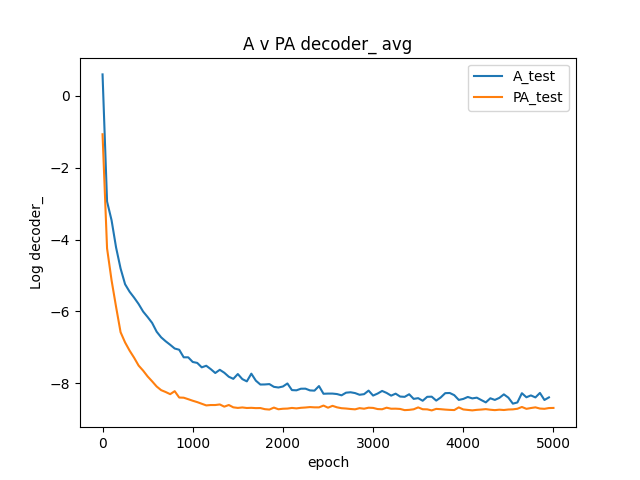 A v PA decoder_ avg
A_test
PA_test
Log decoder_
0
−2
−4
−6
−8
0 1000 2000 3000 4000 5000
epoch